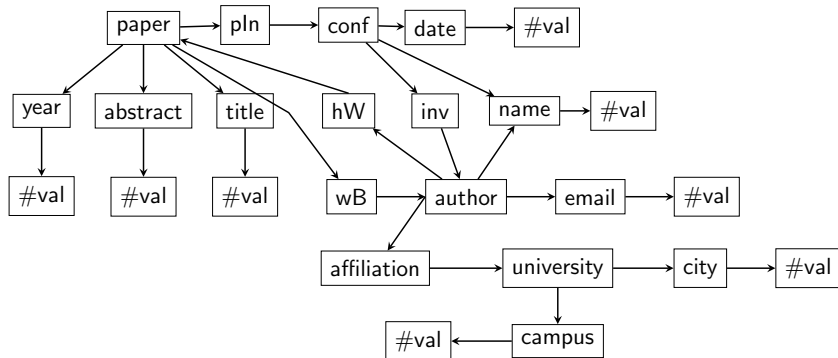 paper pIn conf date #val
year abstract title hW inv name #val
#val #val #val wB author email #val
affiliation university city #val
#val campus